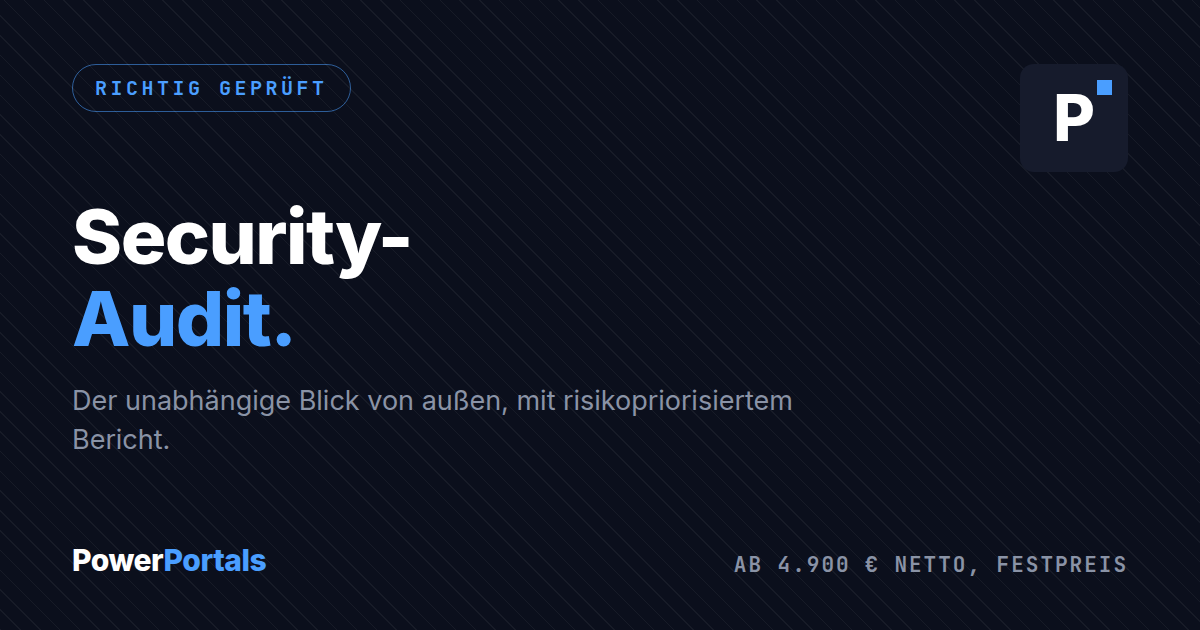 RICHTIG GEPRÜFT
P
Security-
Audit.
Der unabhängige Blick von außen, mit risikopriorisiertem
Bericht.
PowerPortals
AB 4.900 € NETTO, FESTPREIS